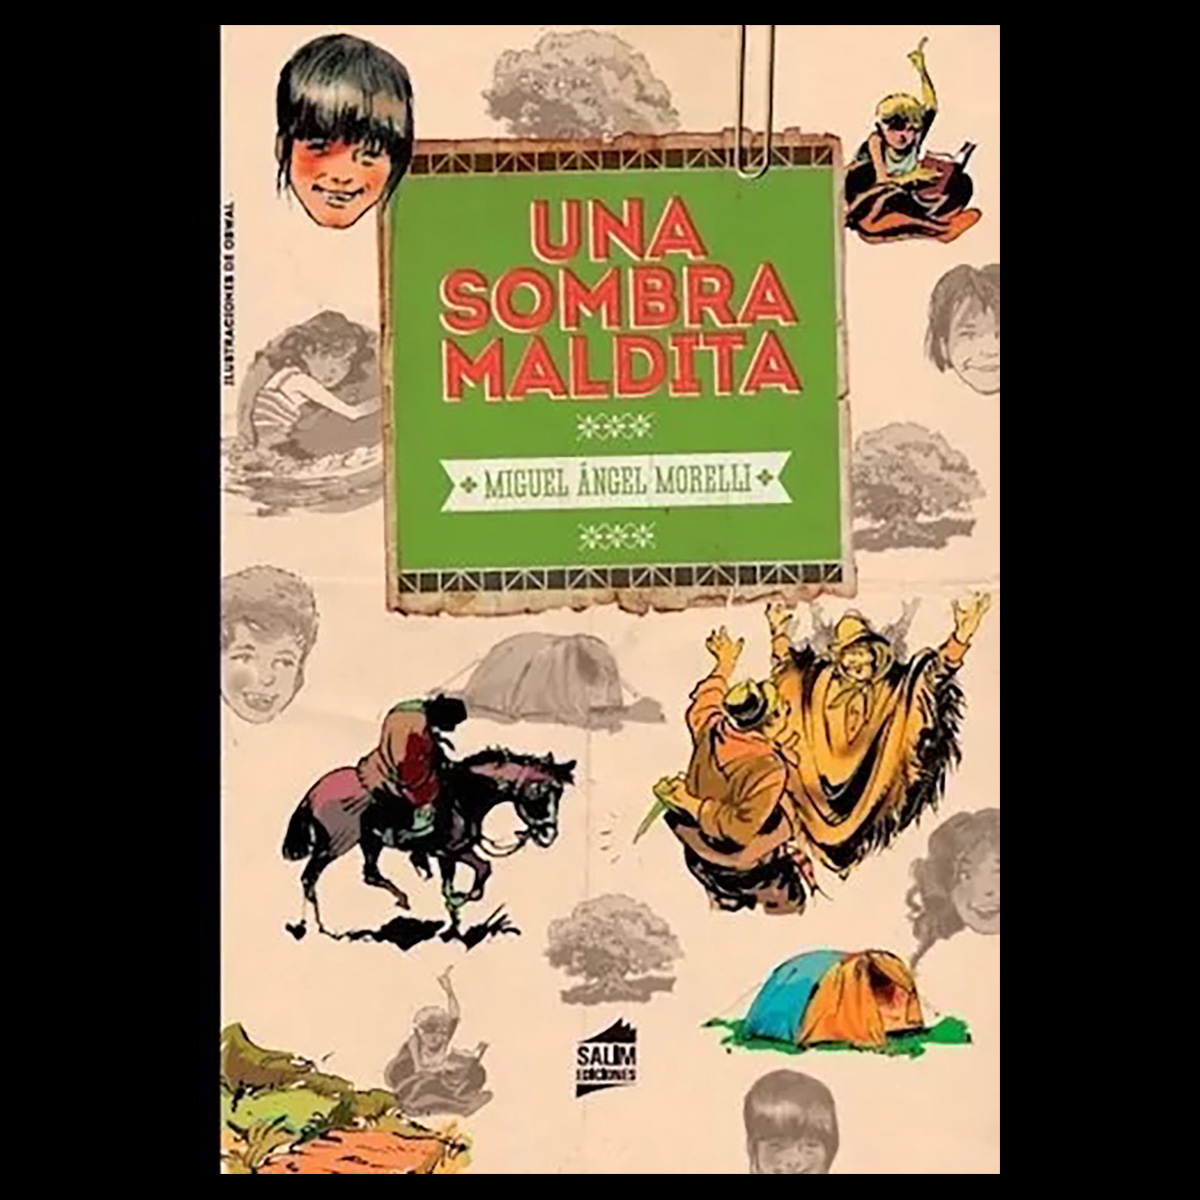 ILUSTRACIONES DE OSWAL
UNA
SOMBRA
MALDITA
MIGUEL ÁNGEL MORELLI
SALIM
EDICIONES